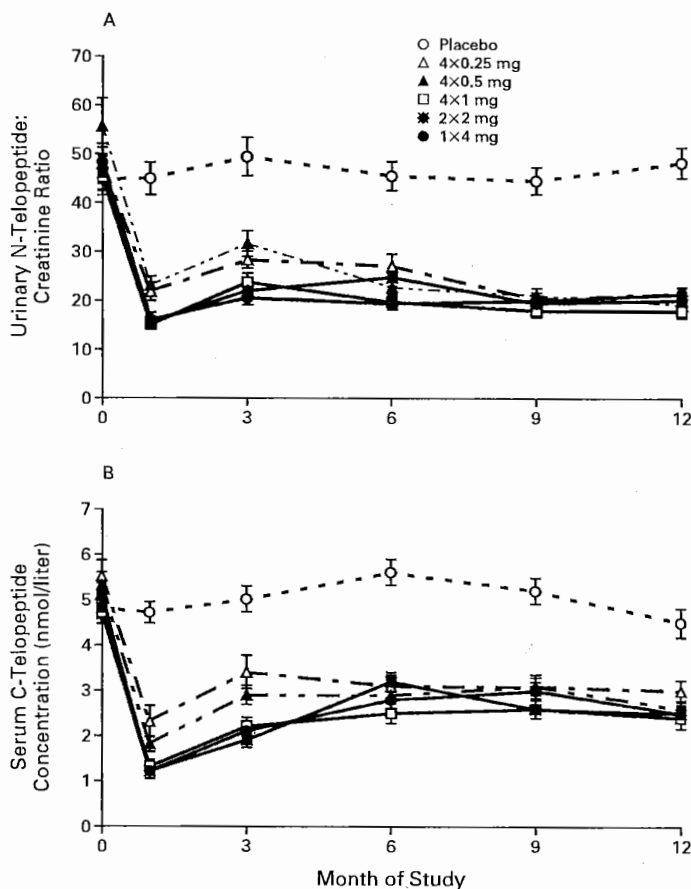 A
Urinary N-Telopeptide:
Creatinine Ratio
70
60
50
40
30
20
10
0
Placebo
4×0.25 mg
4×0.5 mg
4×1 mg
2×2 mg
1×4 mg
0
3
6
9
12
B
Serum C-Telopeptide
Concentration (nmol/liter)
7
6
5
4
3
2
1
0
0
3
6
9
12
Month of Study